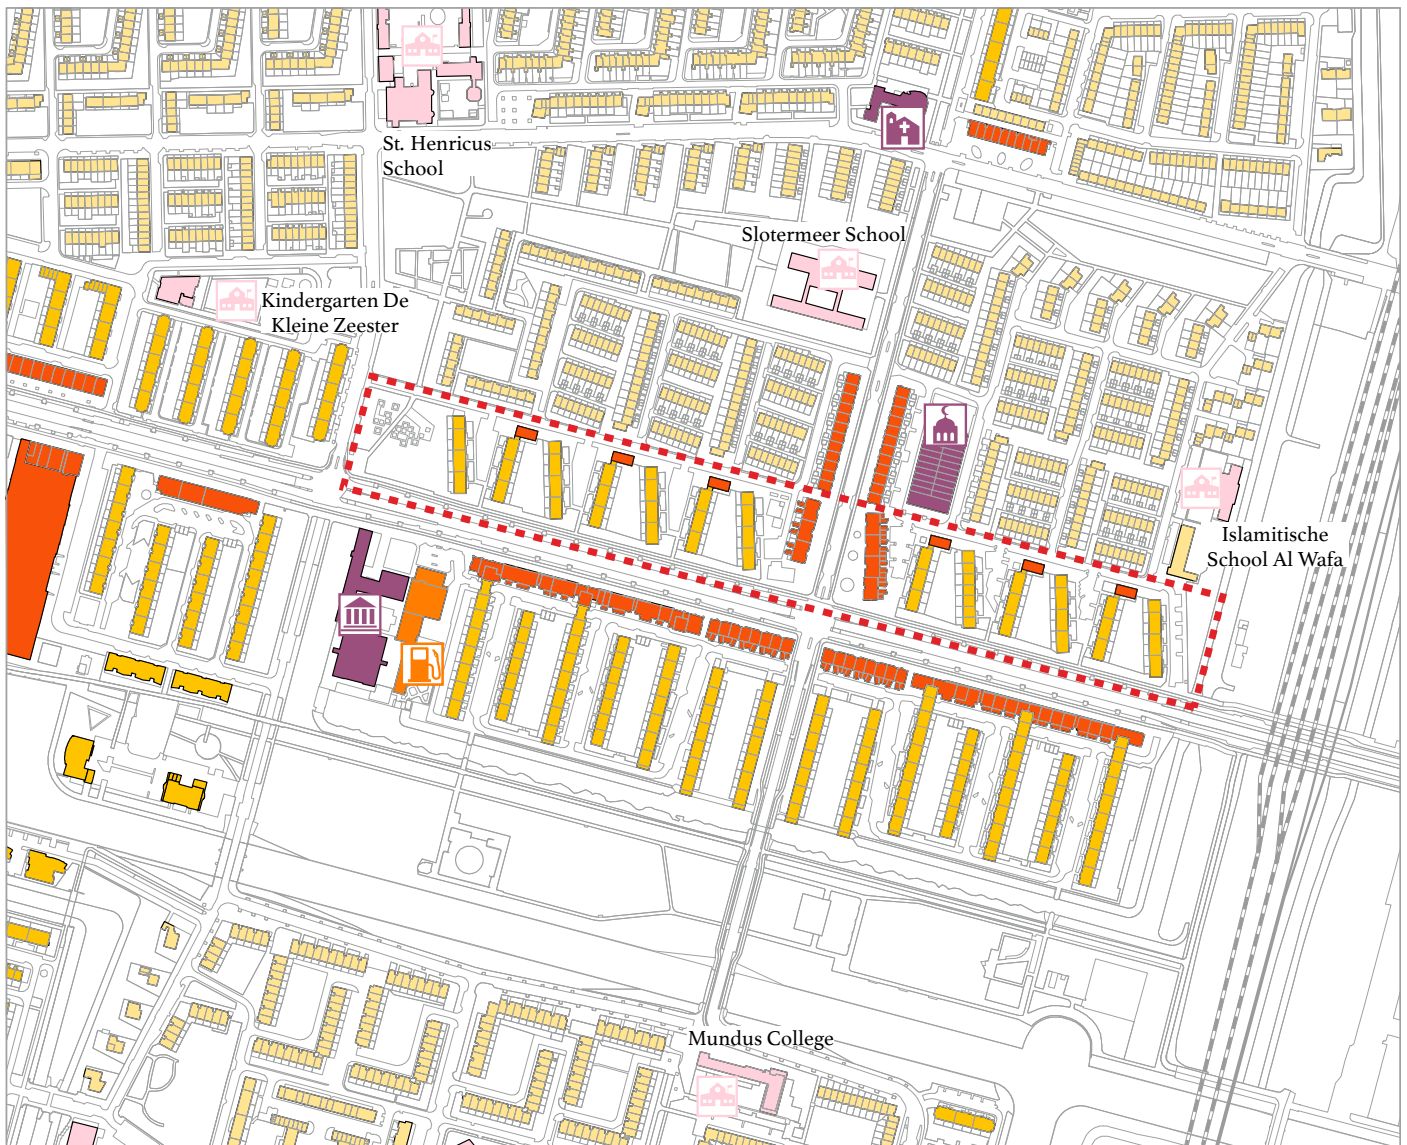 St. Henricus
School
Slotermeer School
Kindergarten De
Kleine Zeester
Islamitische
School Al Wafa
Mundus College